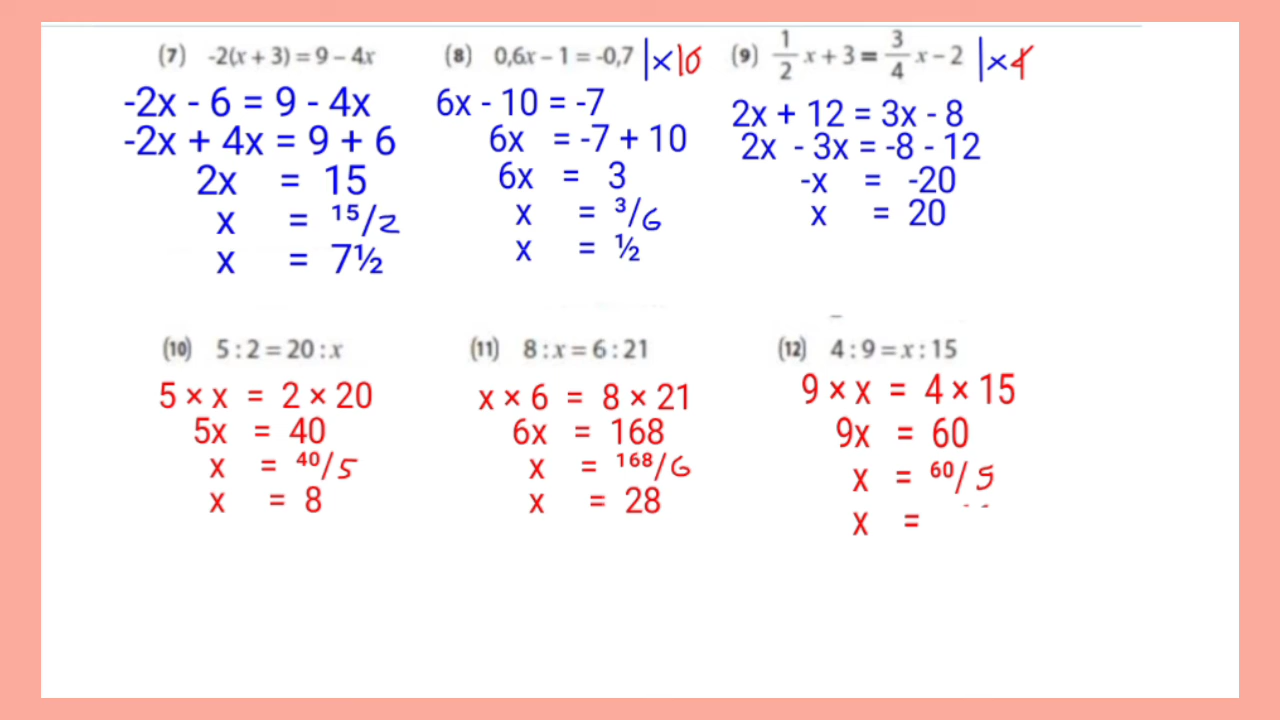 (7) -2(x + 3) = 9 – 4x
-2x - 6 = 9 - 4x
-2x + 4x = 9 + 6
2x = 15
x = ¹⁵/2
x = 7½
(8) 0,6x – 1 = -0,7 |×10
6x - 10 = -7
6x = -7 + 10
6x = 3
x = ³/6
x = ½
(9) 1/2 x + 3 = 3/4 x – 2 |×4
2x + 12 = 3x - 8
2x - 3x = -8 - 12
-x = -20
x = 20
(10) 5 : 2 = 20 : x
5 × x = 2 × 20
5x = 40
x = ⁴⁰/5
x = 8
(11) 8 : x = 6 : 21
x × 6 = 8 × 21
6x = 168
x = ¹⁶⁸/6
x = 28
(12) 4 : 9 = x : 15
9 × x = 4 × 15
9x = 60
x = ⁶⁰/
x =